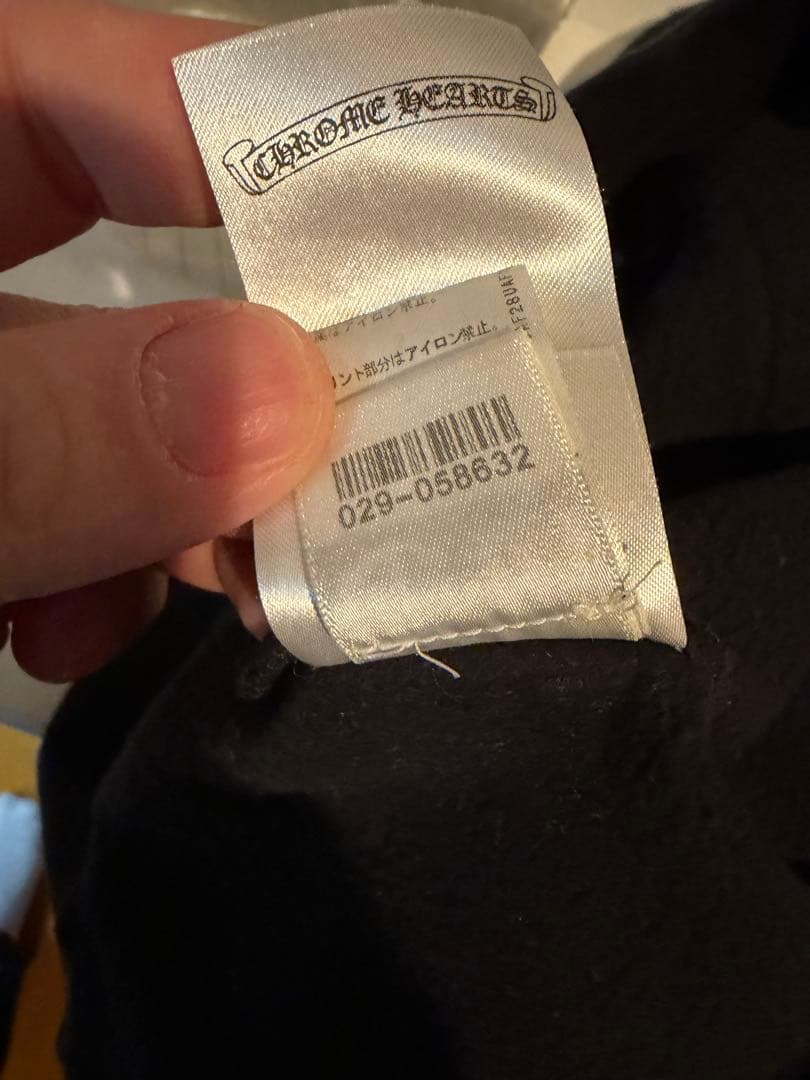 CHROME HEARTS
アイロン禁止。
ント部分はアイロン禁止。
029-058632